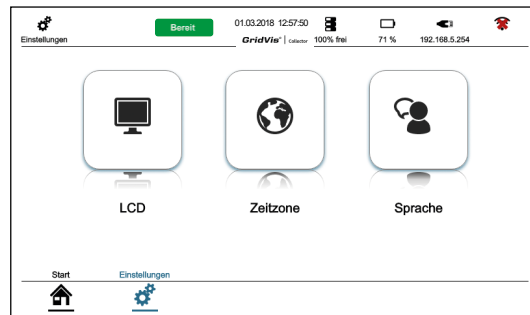 Einstellungen
Bereit
01.03.2018 12:57:50
GridVis® | Collector
100% frei
71 %
192.168.5.254
LCD
Zeitzone
Sprache
Start
Einstellungen